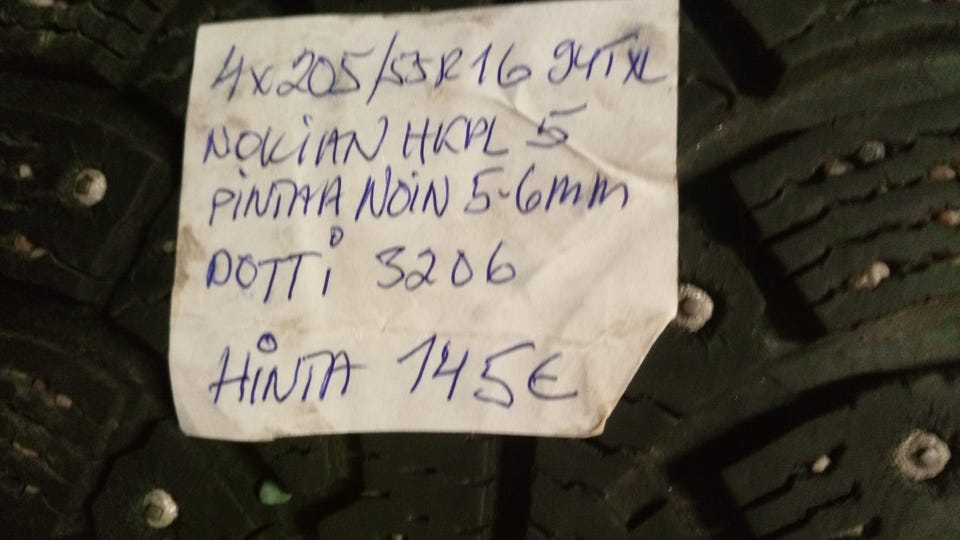 4x205/55R16 94TXL
NOKIAN HKPL 5
PINTAA NOIN 5-6mm
DOTTI 3206
HINTA 145€